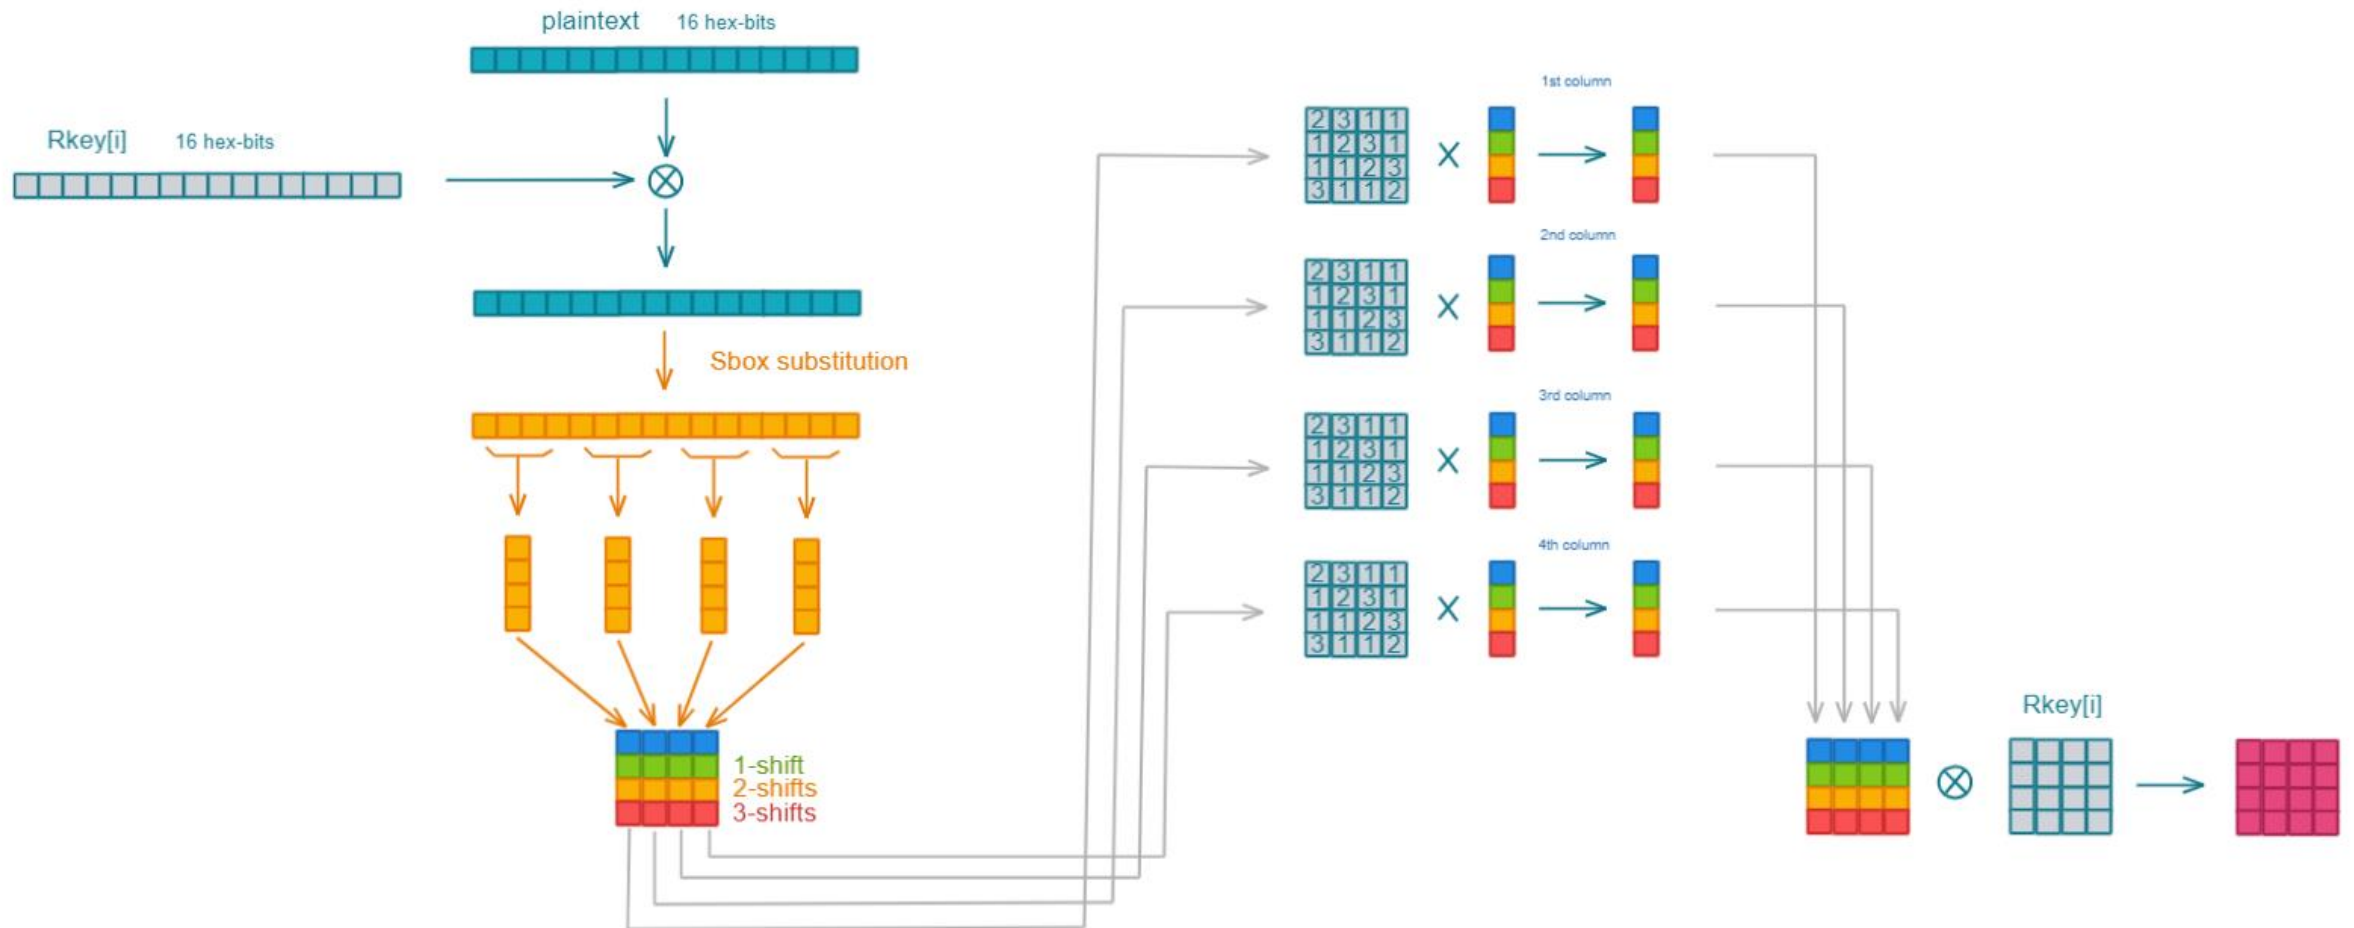 plaintext 16 hex-bits
Rkey[i] 16 hex-bits
Sbox substitution
1-shift
2-shifts
3-shifts
1st column
2 3 1 1
1 2 3 1
1 1 2 3
3 1 1 2
X
2nd column
2 3 1 1
1 2 3 1
1 1 2 3
3 1 1 2
X
3rd column
2 3 1 1
1 2 3 1
1 1 2 3
3 1 1 2
X
4th column
2 3 1 1
1 2 3 1
1 1 2 3
3 1 1 2
X
Rkey[i]